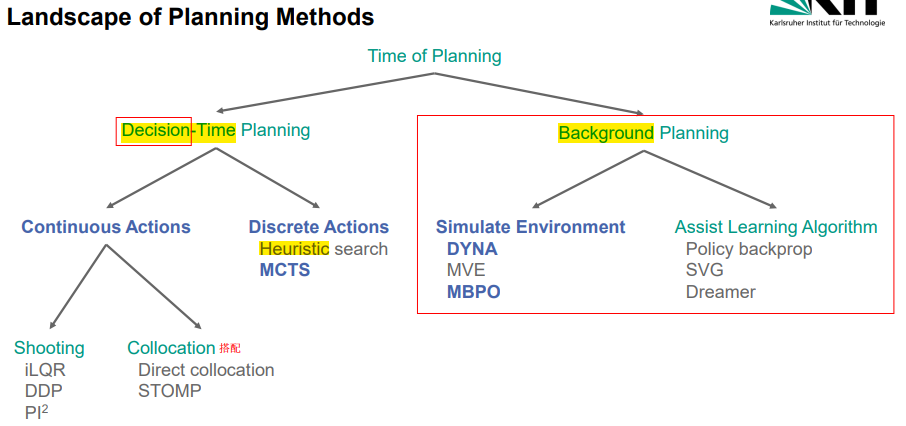 Landscape of Planning Methods
Karlsruher Institut für Technologie
Time of Planning
Decision-Time Planning
Background Planning
Continuous Actions
Discrete Actions
Heuristic search
MCTS
Simulate Environment
DYNA
MVE
MBPO
Assist Learning Algorithm
Policy backprop
SVG
Dreamer
Shooting
iLQR
DDP
PI²
Collocation 搭配
Direct collocation
STOMP